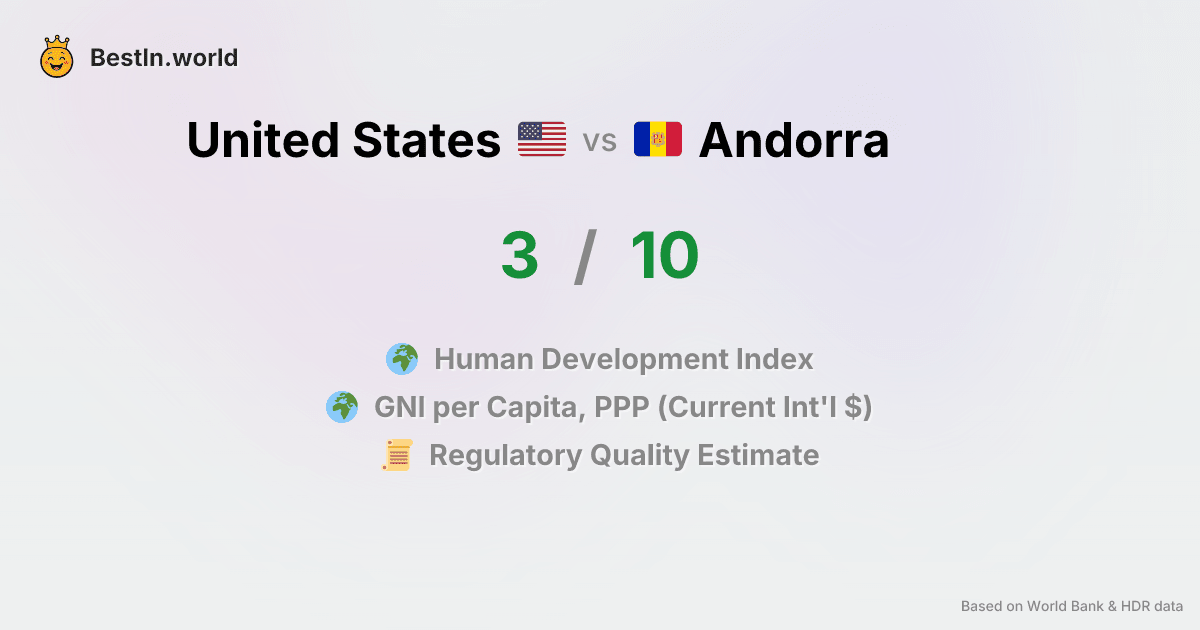 BestIn.world
United States vs Andorra
3 / 10
Human Development Index
GNI per Capita, PPP (Current Int'l $)
Regulatory Quality Estimate
Based on World Bank & HDR data